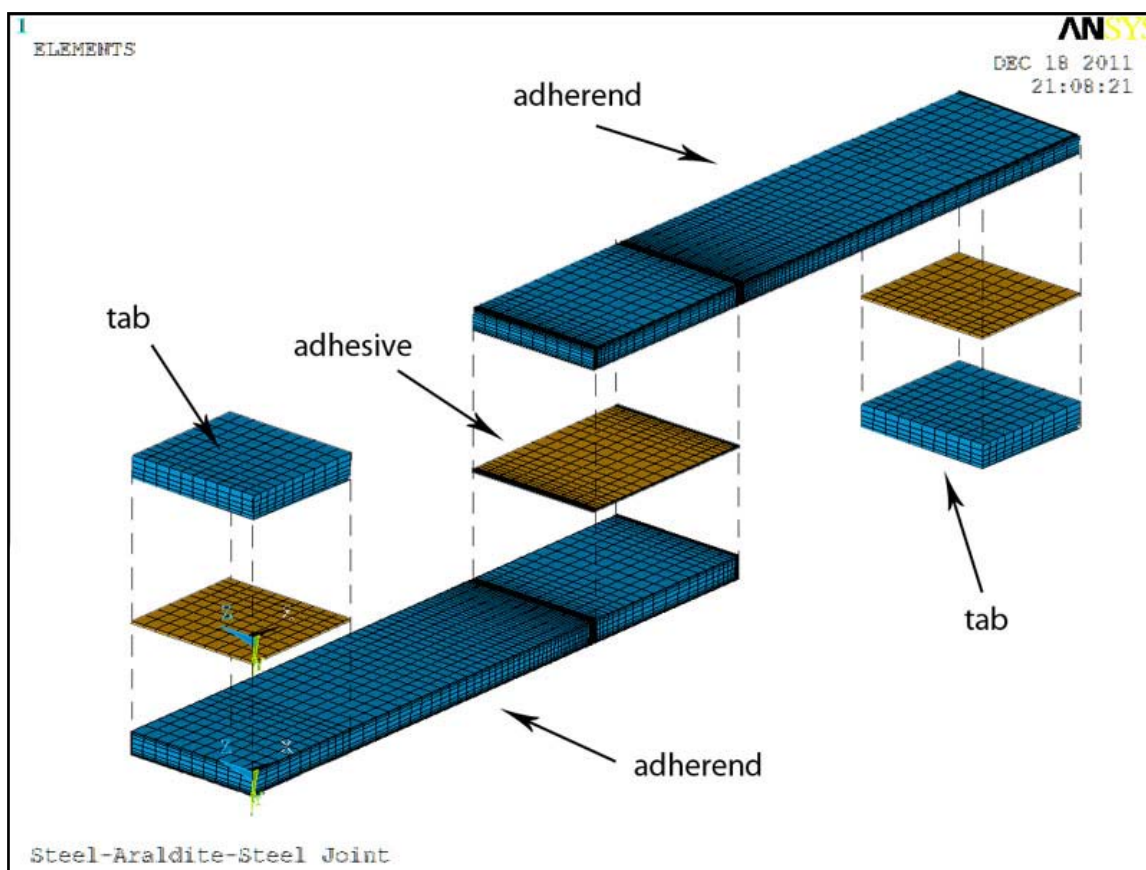 1
ELEMENTS
ANSYS
DEC 18 2011
21:08:21
adherend
tab
adhesive
tab
adherend
Z
Z
X
Steel-Araldite-Steel Joint